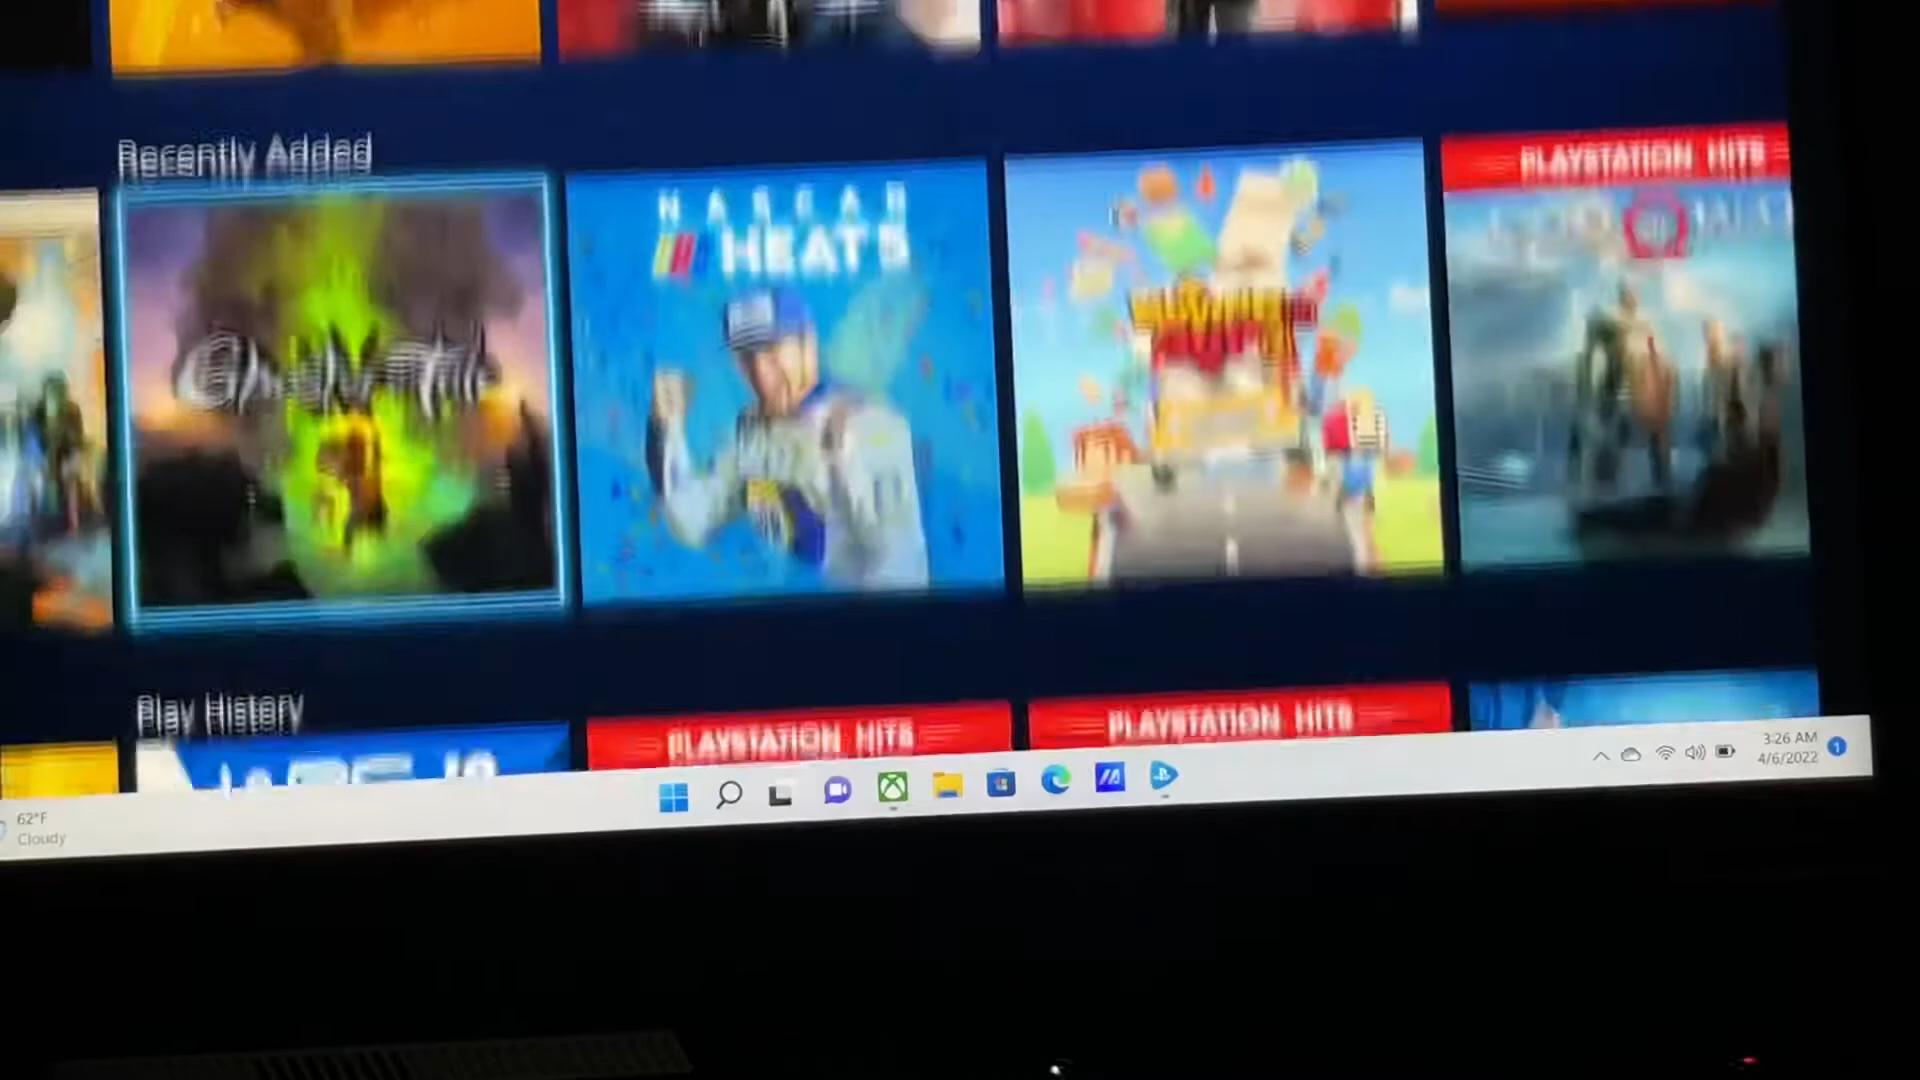 Recently Added
PLAYSTATION HITS
NASCAR
HEAT 5
Play History
PLAYSTATION HITS
PLAYSTATION HITS
3:26 AM
4/6/2022
1
62°F
Cloudy